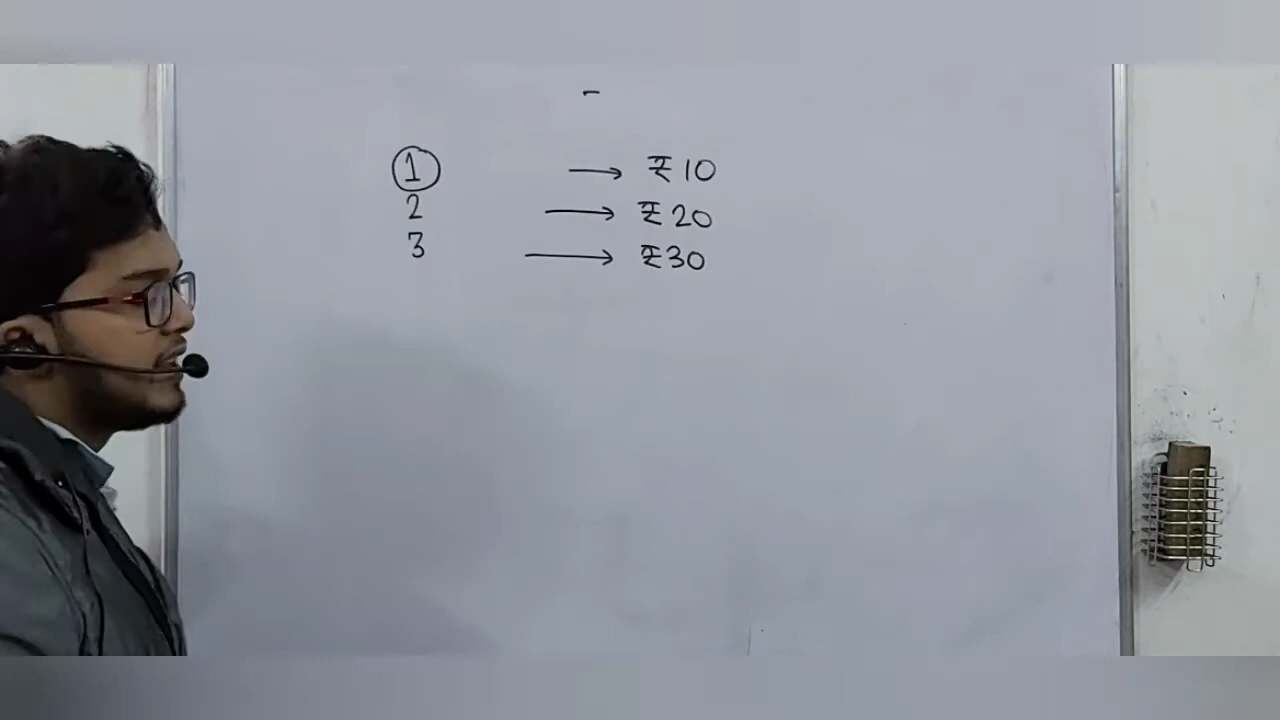 1 → ₹10
2 → ₹20
3 → ₹30